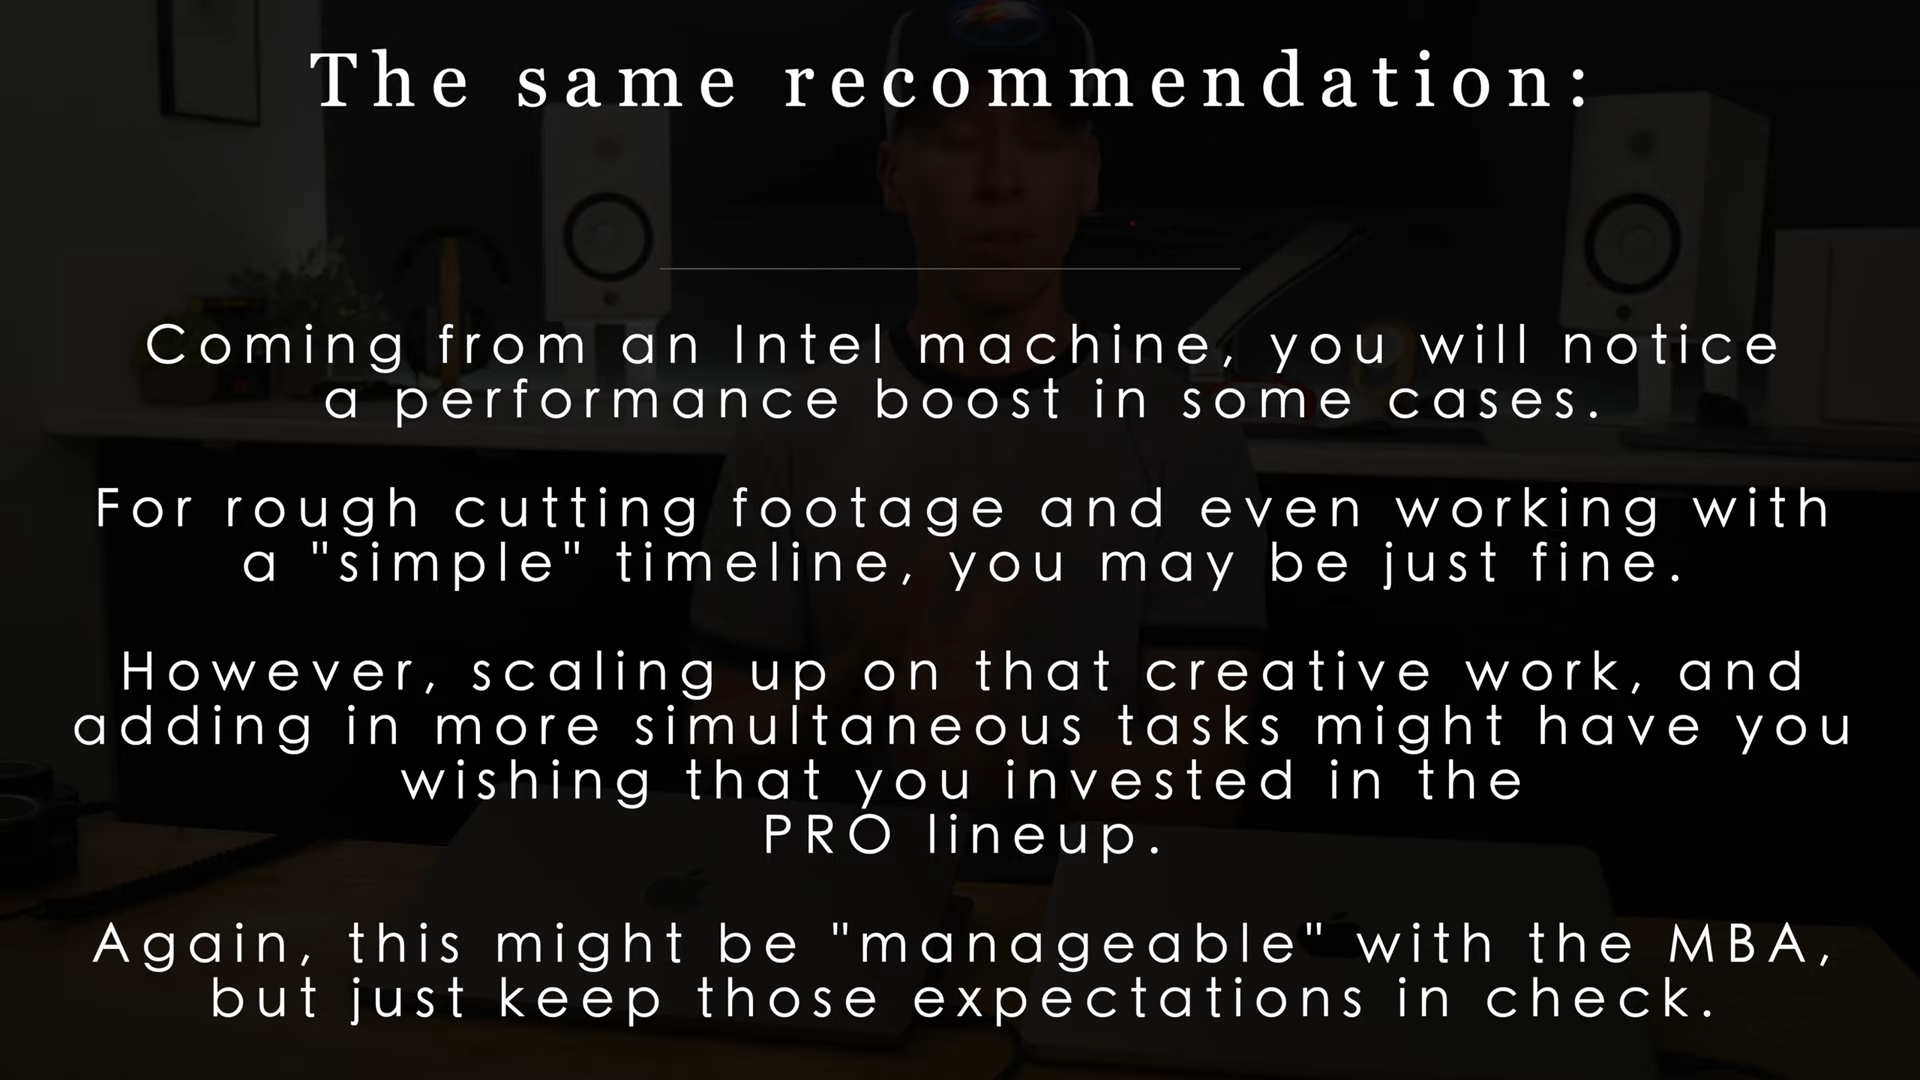 The same recommendation:
Coming from an Intel machine, you will notice
a performance boost in some cases.
For rough cutting footage and even working with
a "simple" timeline, you may be just fine.
However, scaling up on that creative work, and
adding in more simultaneous tasks might have you
wishing that you invested in the
PRO lineup.
Again, this might be "manageable" with the MBA,
but just keep those expectations in check.